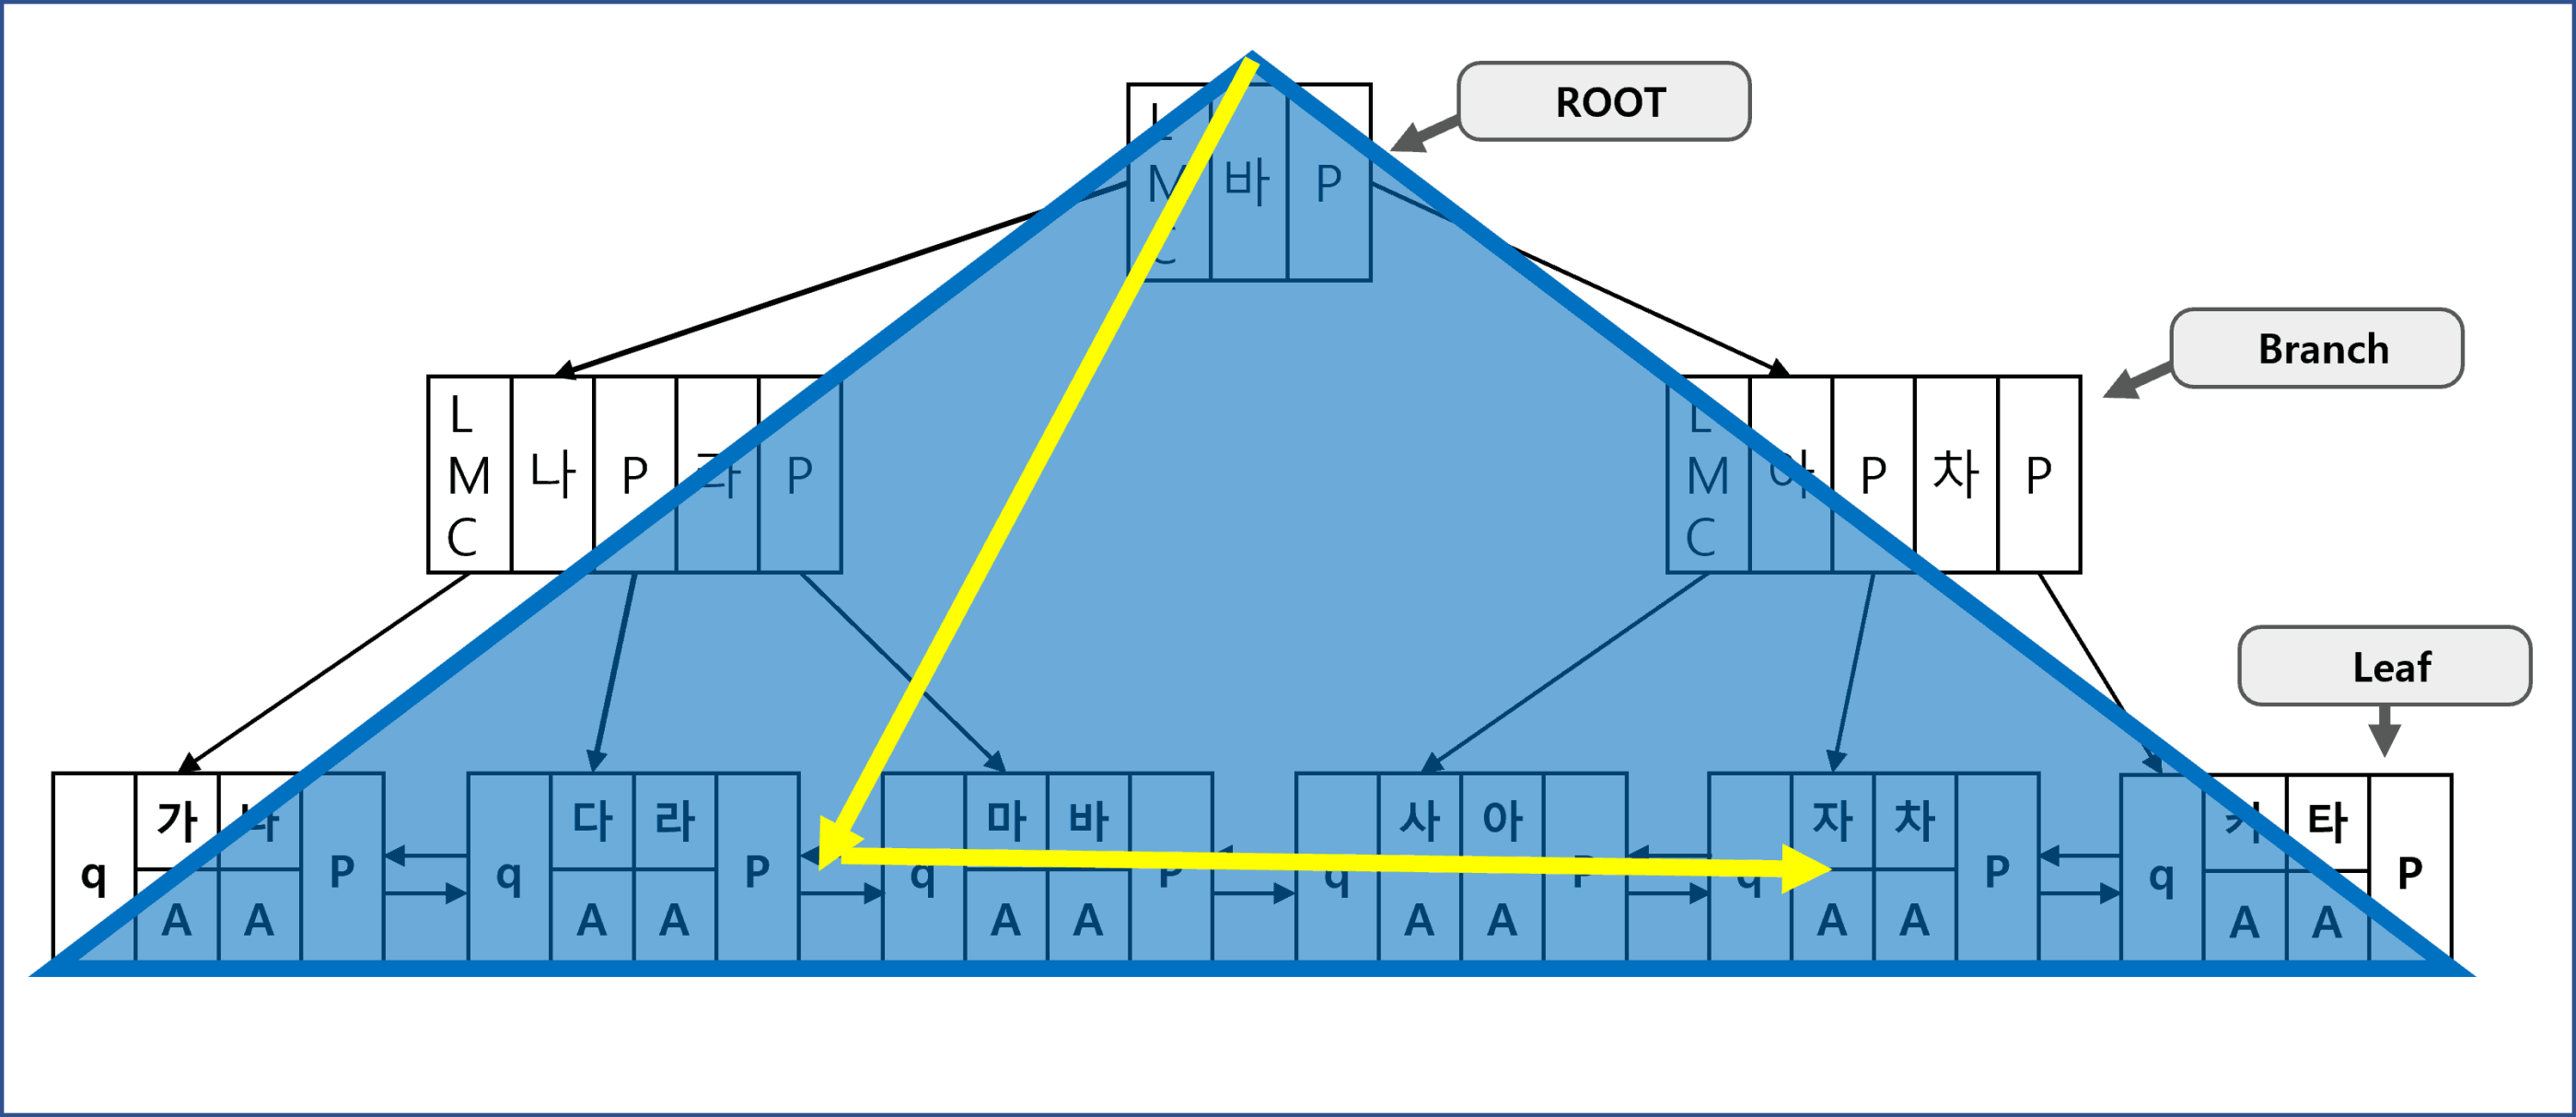 ROOT
L
M 바 P
C
Branch
L
M 나 P 라 P
C
L
M 아 P 차 P
C
Leaf
가 나 다 라 마 바 사 아 자 차 카 타
q P q P q P q P q P q P
A A A A A A A A A A A A